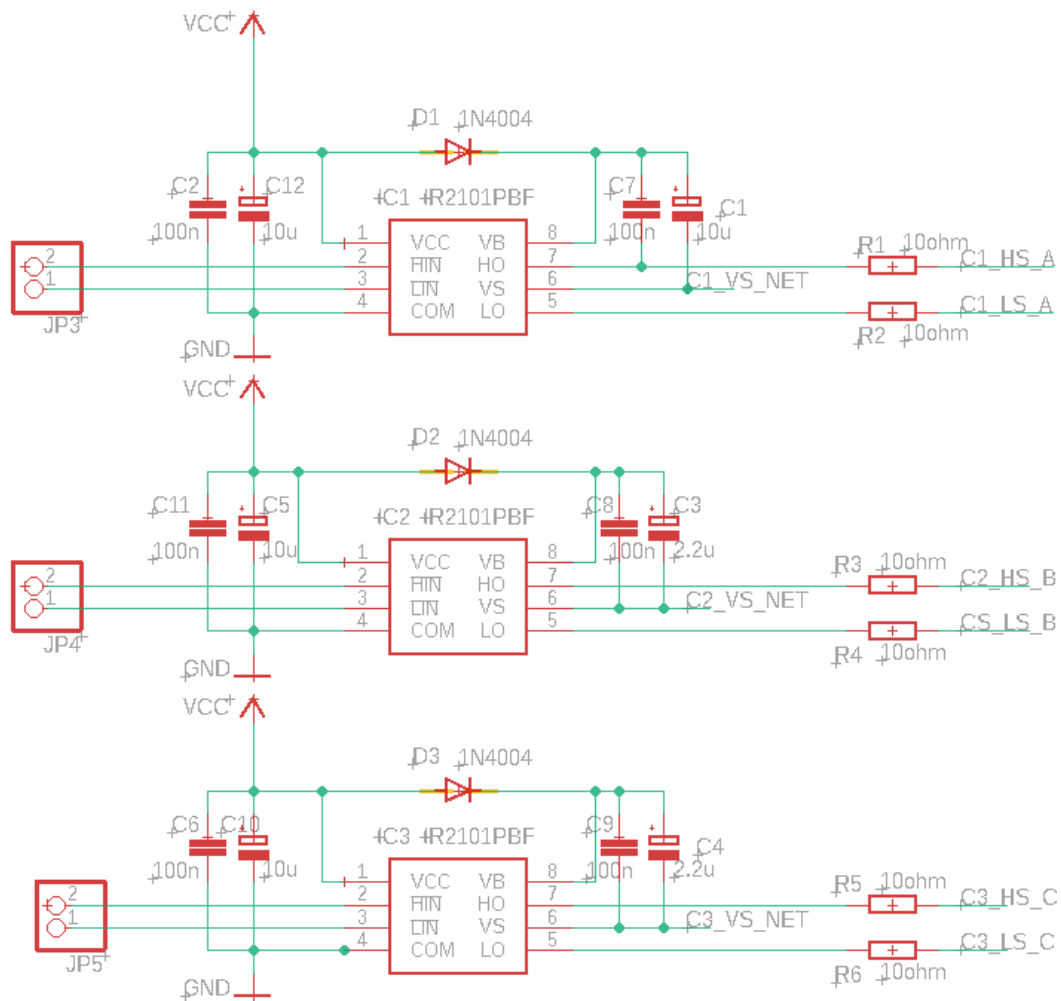 VCC
D1 1N4004
C2 C12 C1 R2101PBF C7 C1
100n 10u 100n 10u
1 VCC VB 8
2 2 HIN HO 7 R1 10ohm C1_HS_A
1 3 LIN VS 6 C1_VS_NET
JP3 4 COM LO 5 R2 10ohm C1_LS_A
GND
VCC
D2 1N4004
C11 C5 C2 R2101PBF C8 C3
100n 10u 100n 2.2u
1 VCC VB 8
2 2 HIN HO 7 R3 10ohm C2_HS_B
1 3 LIN VS 6 C2_VS_NET
JP4 4 COM LO 5 R4 10ohm CS_LS_B
GND
VCC
D3 1N4004
C6 C10 C3 R2101PBF C9 C4
100n 10u 100n 2.2u
1 VCC VB 8
2 2 HIN HO 7 R5 10ohm C3_HS_C
1 3 LIN VS 6 C3_VS_NET
JP5 4 COM LO 5 R6 10ohm C3_LS_C
GND